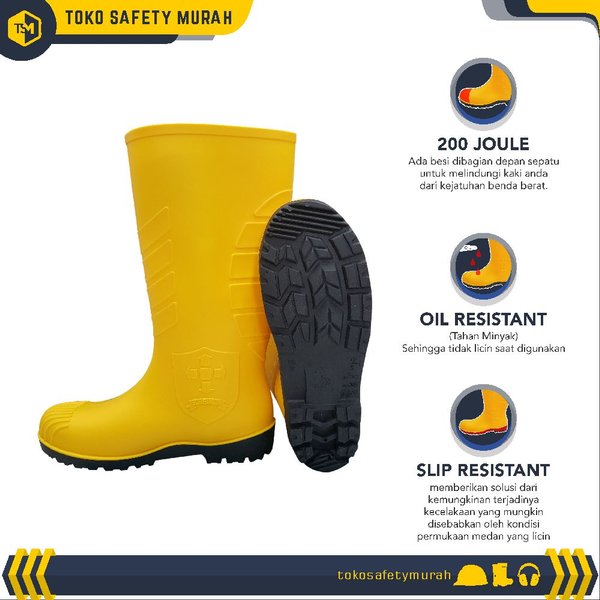 TSM
TOKO SAFETY MURAH
200 JOULE
Ada besi dibagian depan sepatu
untuk melindungi kaki anda
dari kejatuhan benda berat.
OIL RESISTANT
(Tahan Minyak)
Sehingga tidak licin saat digunakan
SLIP RESISTANT
memberikan solusi dari
kemungkinan terjadinya
kecelakaan yang mungkin
disebabkan oleh kondisi
permukaan medan yang licin
tokosafetymurah